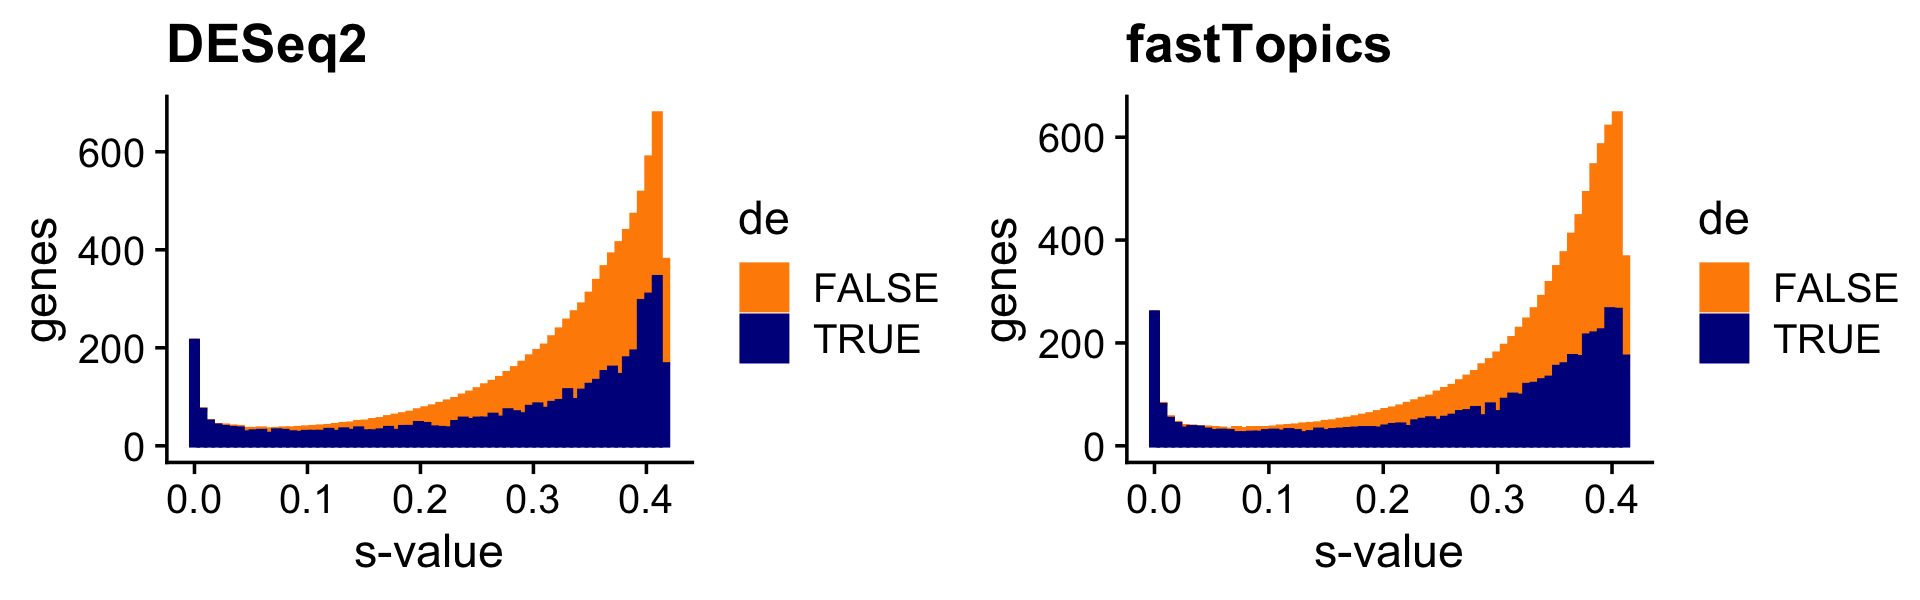 DESeq2
genes
600
400
200
0
0.0 0.1 0.2 0.3 0.4
s-value
de
FALSE
TRUE
fastTopics
genes
600
400
200
0
0.0 0.1 0.2 0.3 0.4
s-value
de
FALSE
TRUE